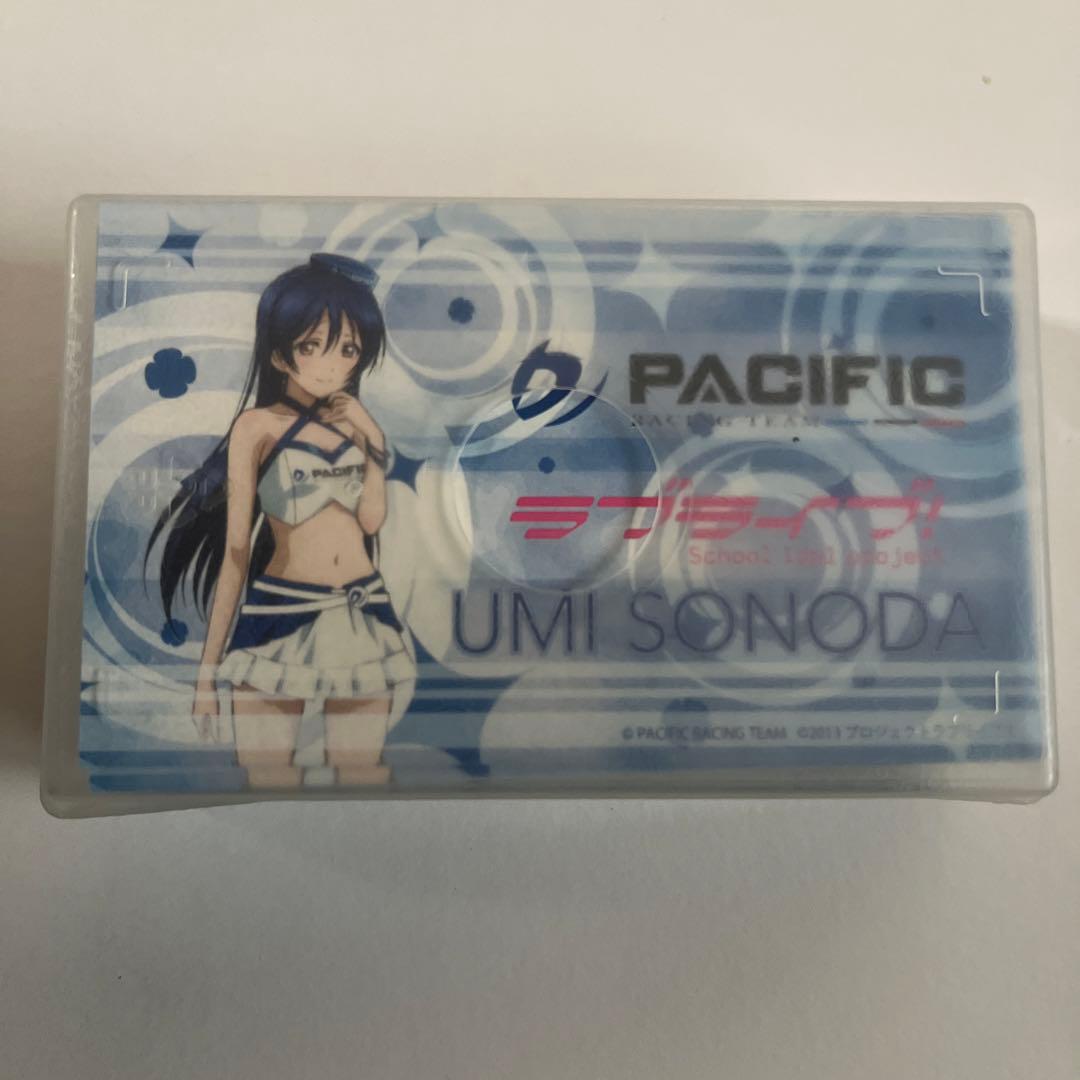 PACIFIC
RACING TEAM
PACIFIC
ラブライブ!
School idol project
UMI SONODA
© PACIFIC RACING TEAM ©2013 プロジェクトラブライブ!